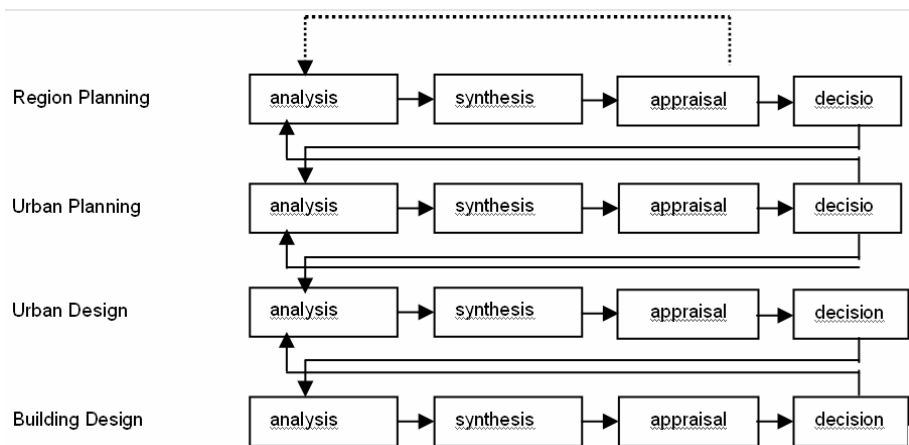 Region Planning analysis synthesis appraisal decisio
Urban Planning analysis synthesis appraisal decisio
Urban Design analysis synthesis appraisal decision
Building Design analysis synthesis appraisal decision